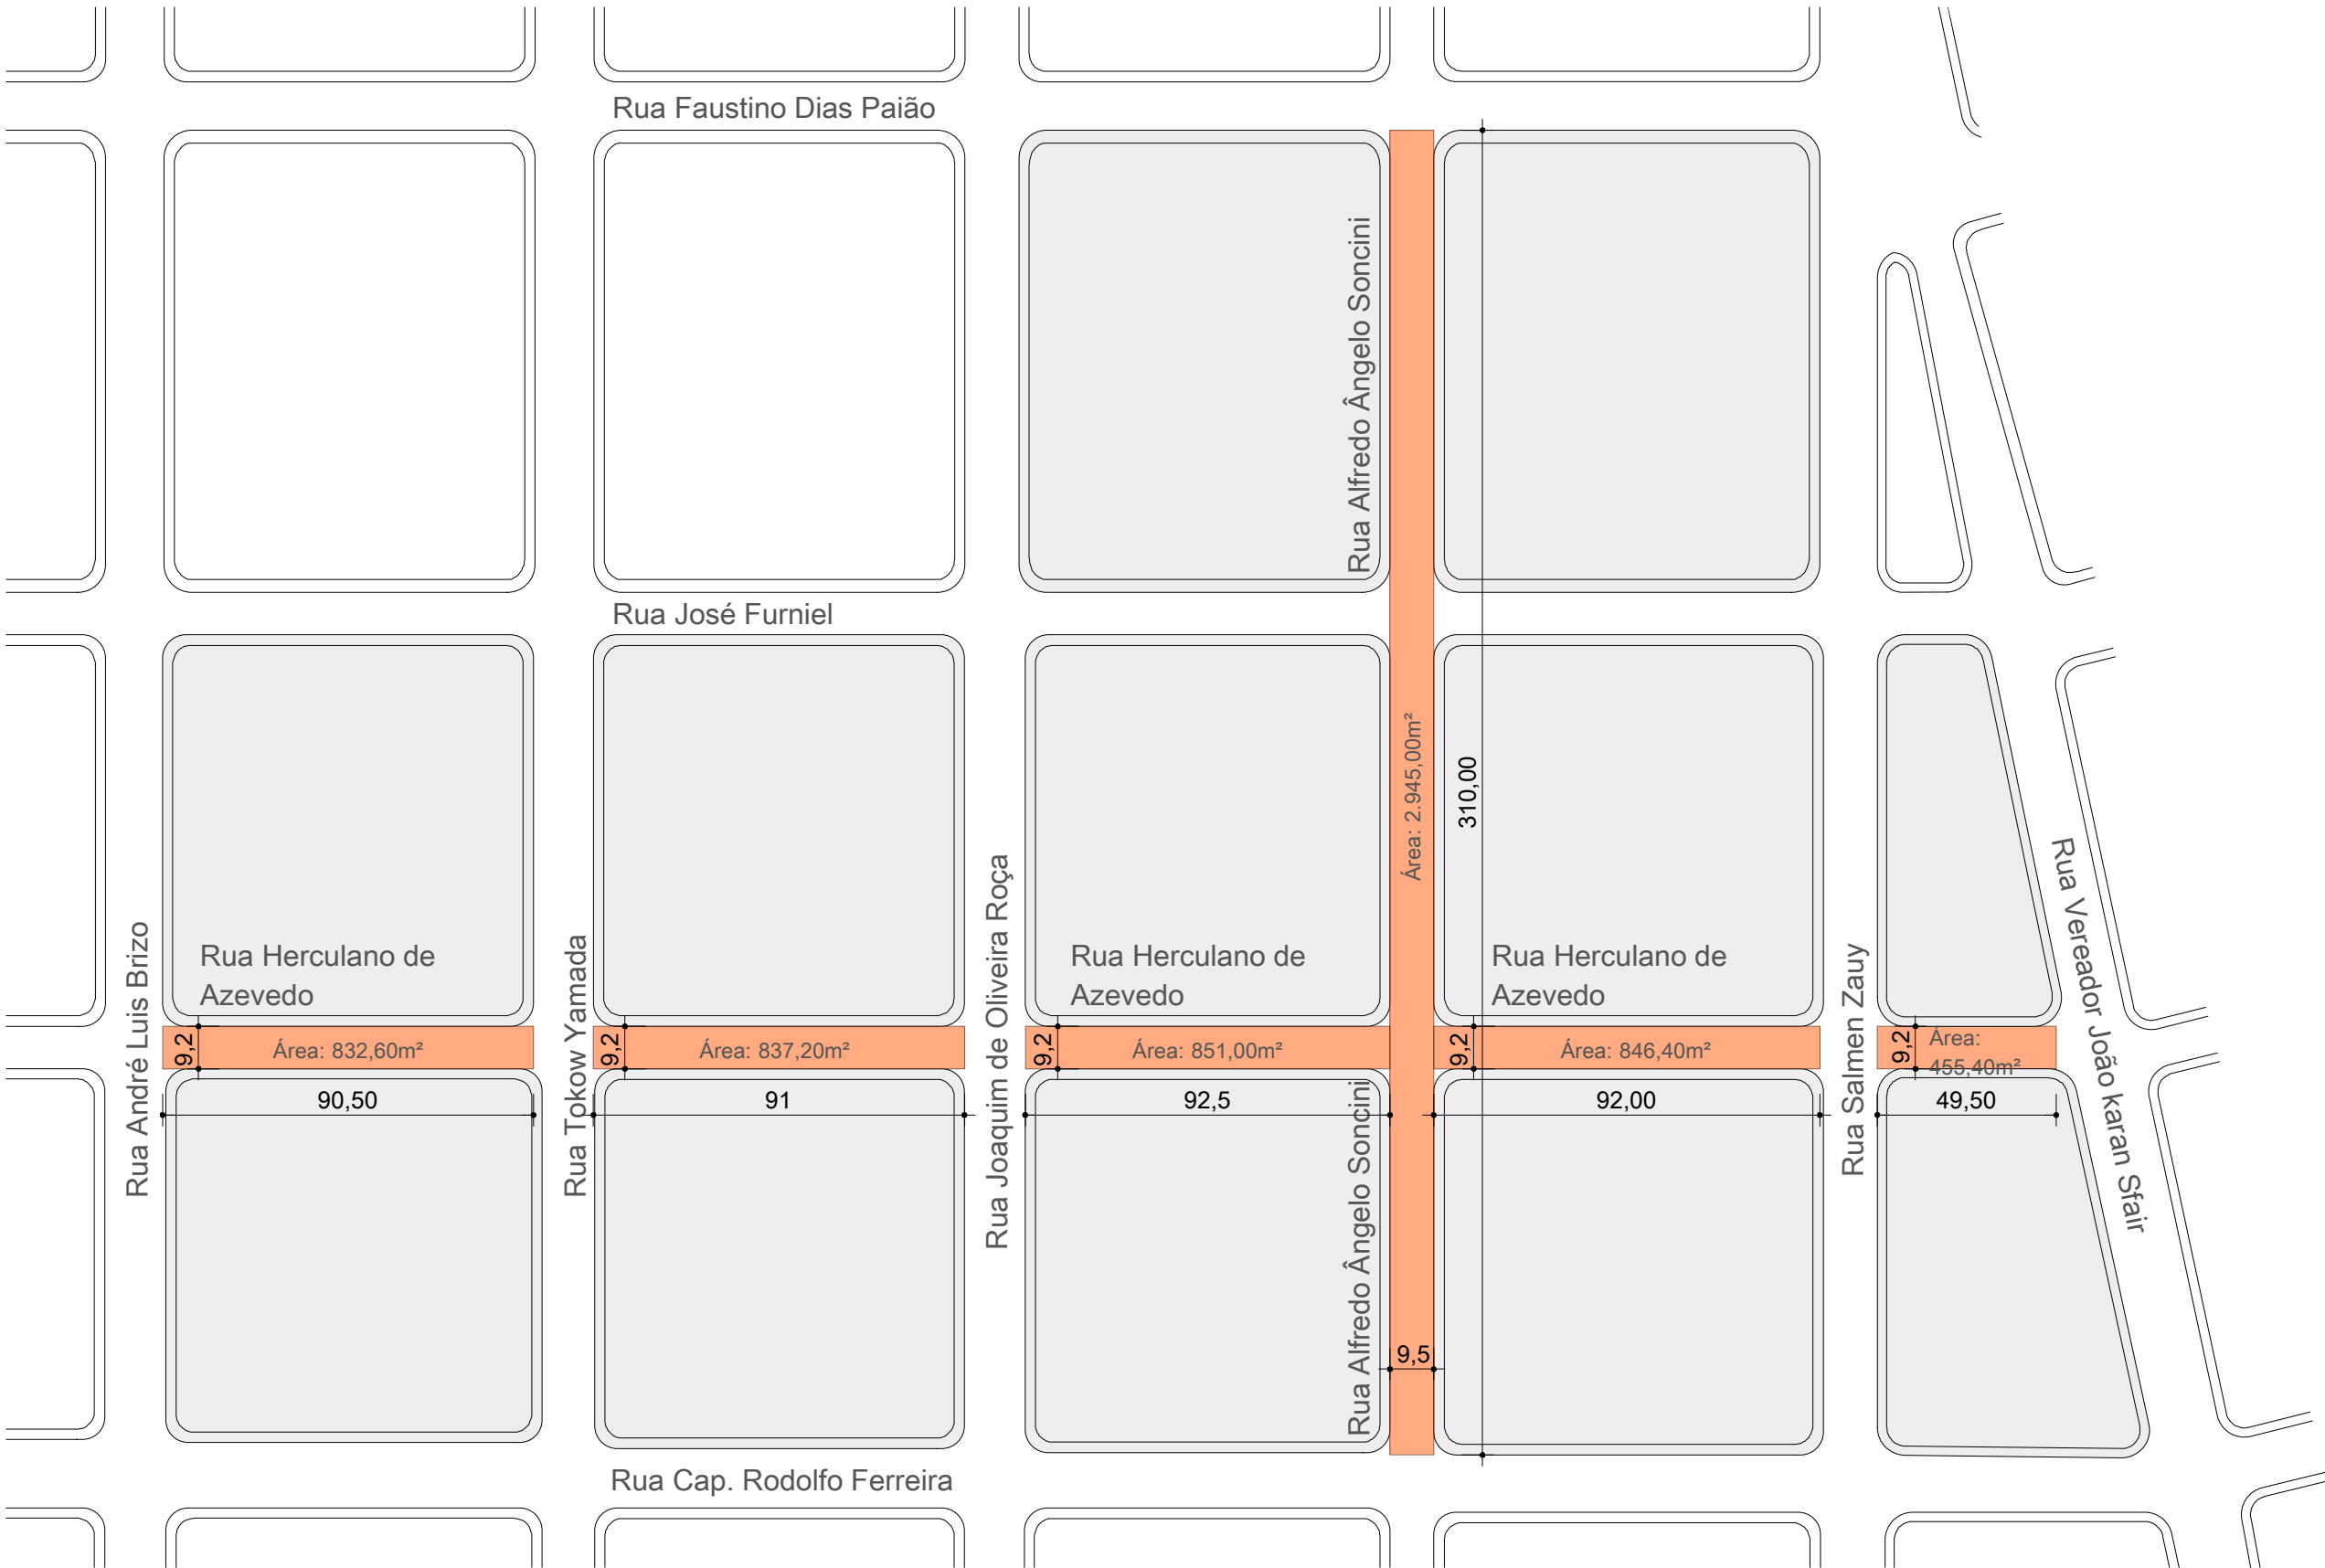 Rua Faustino Dias Paião
Rua Alfredo Ângelo Soncini
Rua José Furniel
Área: 2.945,00m²
310,00
Rua André Luis Brizo
Rua Herculano de
Azevedo
Rua Tokow Yamada
Rua Joaquim de Oliveira Roça
Rua Herculano de
Azevedo
Rua Herculano de
Azevedo
Rua Salmen Zauy
Rua Vereador João karan Sfair
9,2
Área: 832,60m²
9,2
Área: 837,20m²
9,2
Área: 851,00m²
9,2
Área: 846,40m²
9,2
Área:
455,40m²
90,50
91
92,5
92,00
49,50
Rua Alfredo Ângelo Soncini
9,5
Rua Cap. Rodolfo Ferreira